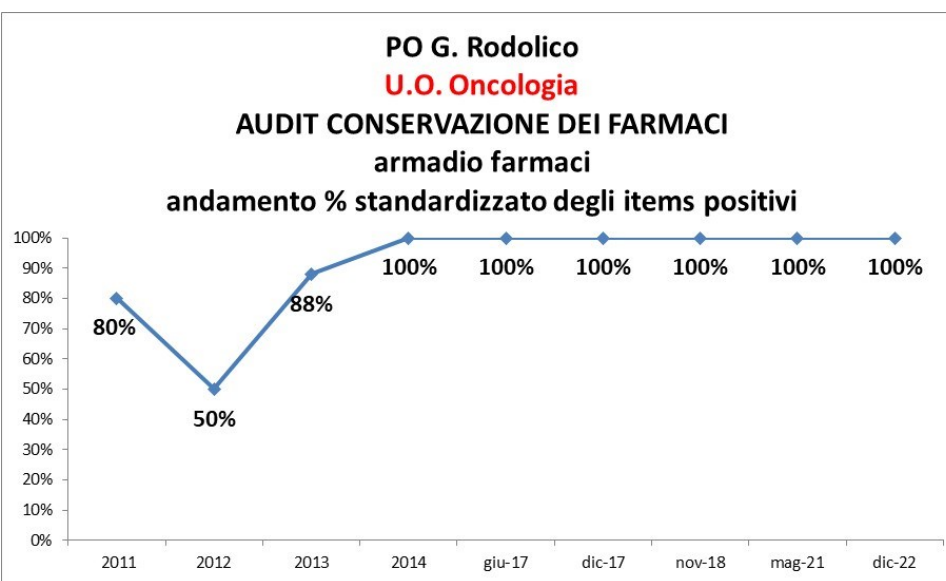 PO G. Rodolico
U.O. Oncologia
AUDIT CONSERVAZIONE DEI FARMACI
armadio farmaci
andamento % standardizzato degli items positivi
100%
90%
80%
70%
60%
50%
40%
30%
20%
10%
0%
80%
50%
88%
100%
100%
100%
100%
100%
100%
2011
2012
2013
2014
giu-17
dic-17
nov-18
mag-21
dic-22